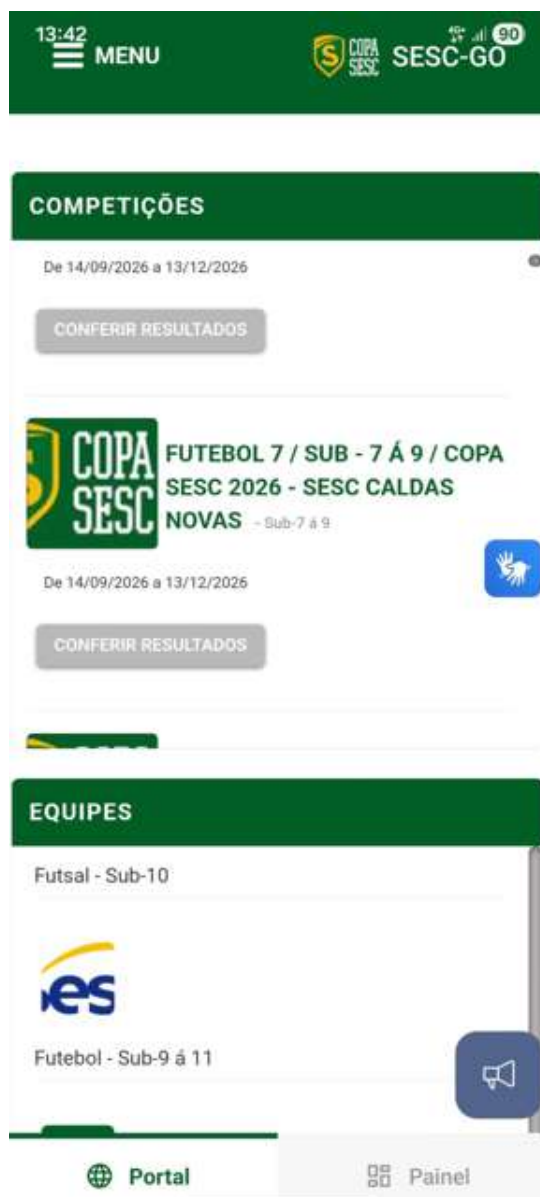 13:42
MENU
COPA
SESC
SESC-GO
90
COMPETIÇÕES
De 14/09/2026 a 13/12/2026
CONFERIR RESULTADOS
COPA
SESC
FUTEBOL 7 / SUB - 7 Á 9 / COPA
SESC 2026 - SESC CALDAS
NOVAS - Sub-7 á 9
De 14/09/2026 a 13/12/2026
CONFERIR RESULTADOS
EQUIPES
Futsal - Sub-10
es
Futebol - Sub-9 á 11
Portal
Painel